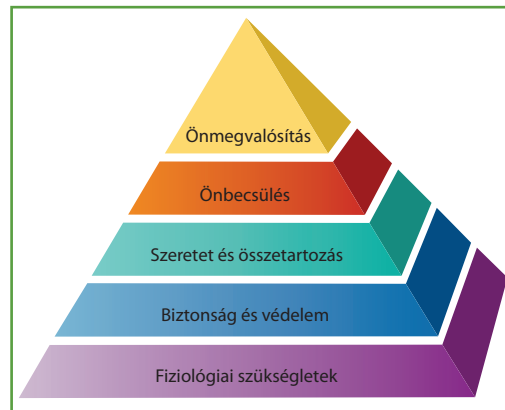 Önmegvalósítás
Önbecsülés
Szeretet és összetartozás
Biztonság és védelem
Fiziológiai szükségletek